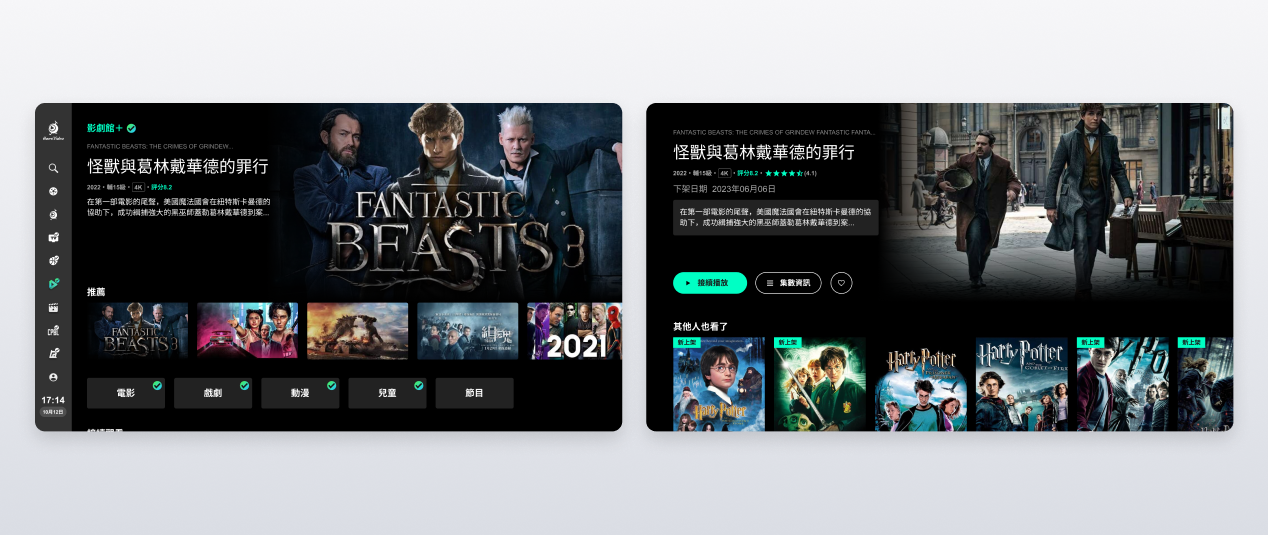 影劇館+
FANTASTIC BEASTS: THE CRIMES OF GRINDEW...
怪獸與葛林戴華德的罪行
2022 • 輔15級 • 4K • 評分8.2
在第一部電影的尾聲，美國魔法國會在紐特斯卡曼德的
協助下，成功緝捕強大的黑巫師蓋勒葛林戴華德到案...
FANTASTIC
BEASTS 3
推薦
FANTASTIC
BEASTS 3
緝魂
2021
電影
戲劇
動漫
兒童
節目
17:14
10月12日
FANTASTIC BEASTS: THE CRIMES OF GRINDEW FANTASTIC FANTA...
怪獸與葛林戴華德的罪行
2022 • 輔15級 • 4K • 評分8.2 • (4.1)
下架日期 2023年06月06日
在第一部電影的尾聲，美國魔法國會在紐特斯卡曼德的協
助下，成功緝捕強大的黑巫師蓋勒葛林戴華德到案...
接續播放
集數資訊
其他人也看了
新上架
Harry Potter
新上架
Harry Potter
Harry Potter
新上架
新上架